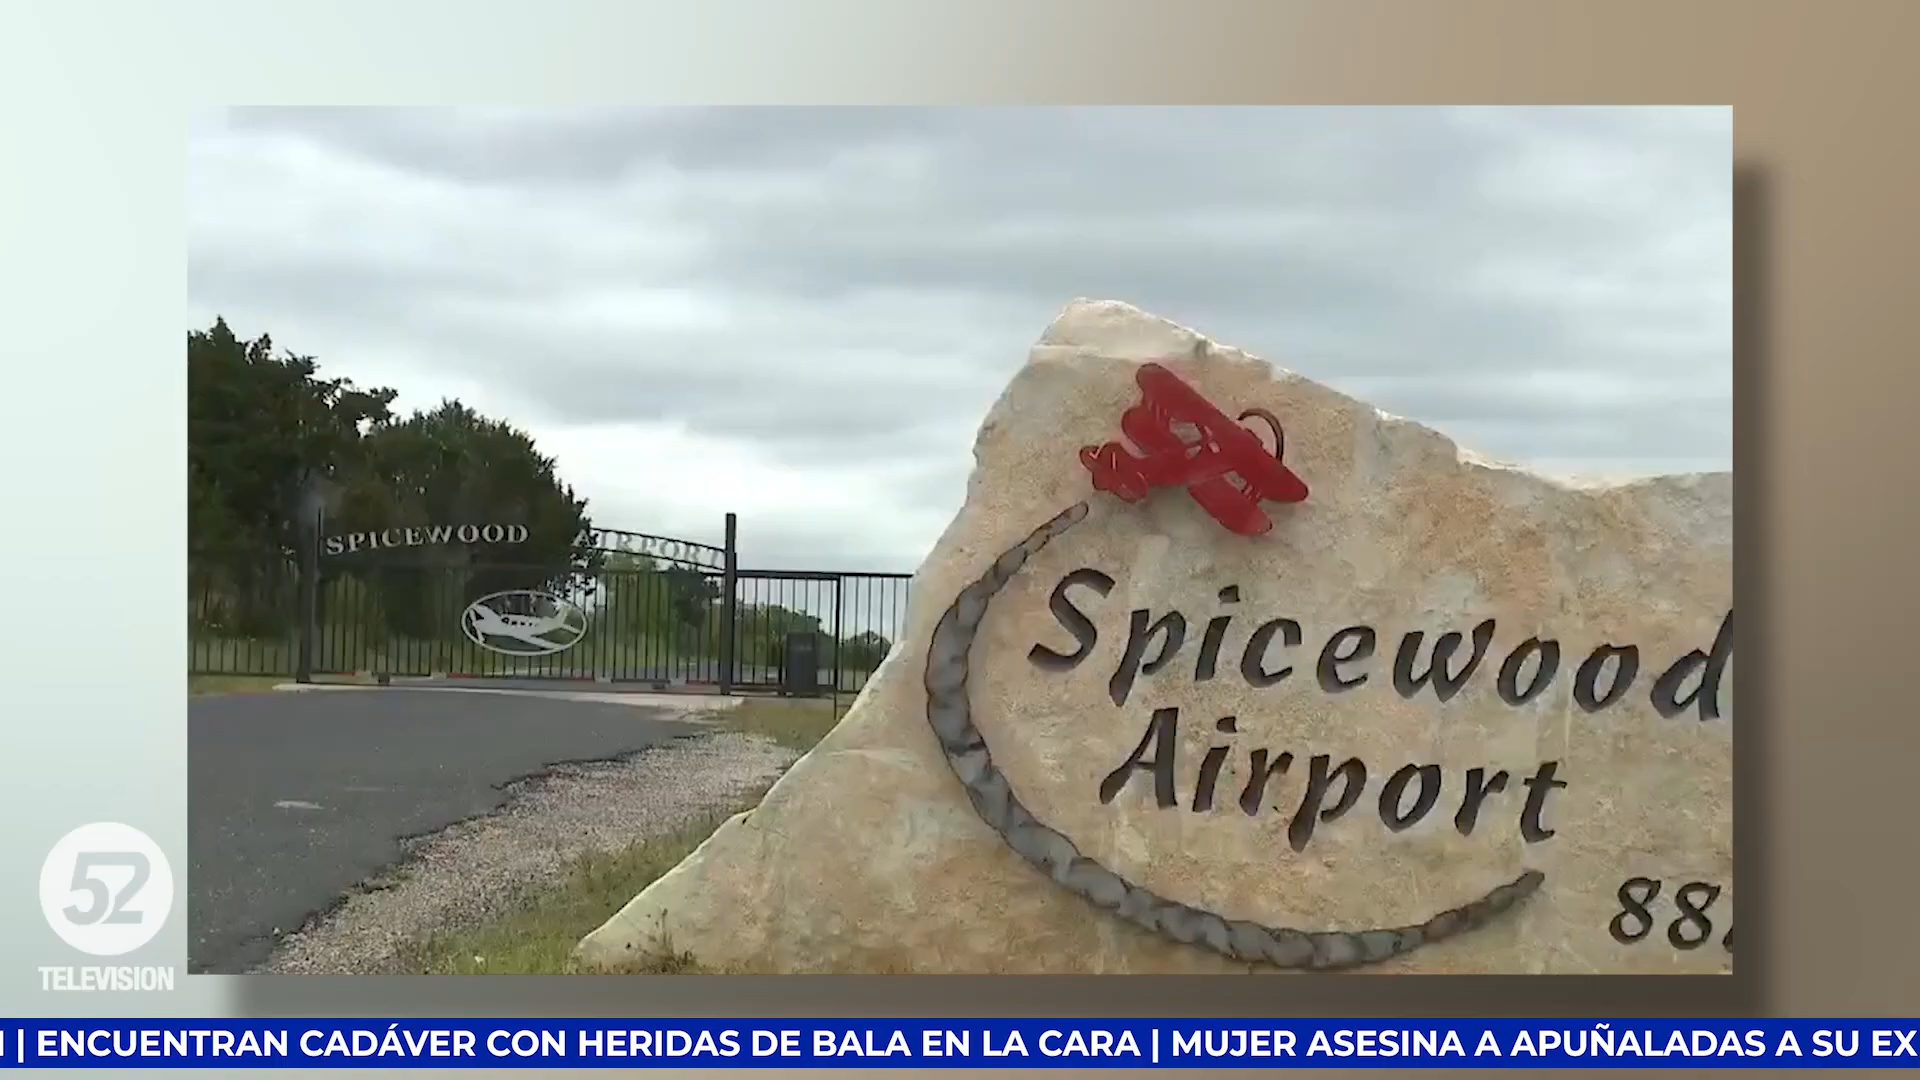 SPICEWOOD AIRPORT
Spicewood
Airport
88
52
TELEVISION
| ENCUENTRAN CADÁVER CON HERIDAS DE BALA EN LA CARA | MUJER ASESINA A APUÑALADAS A SU EX